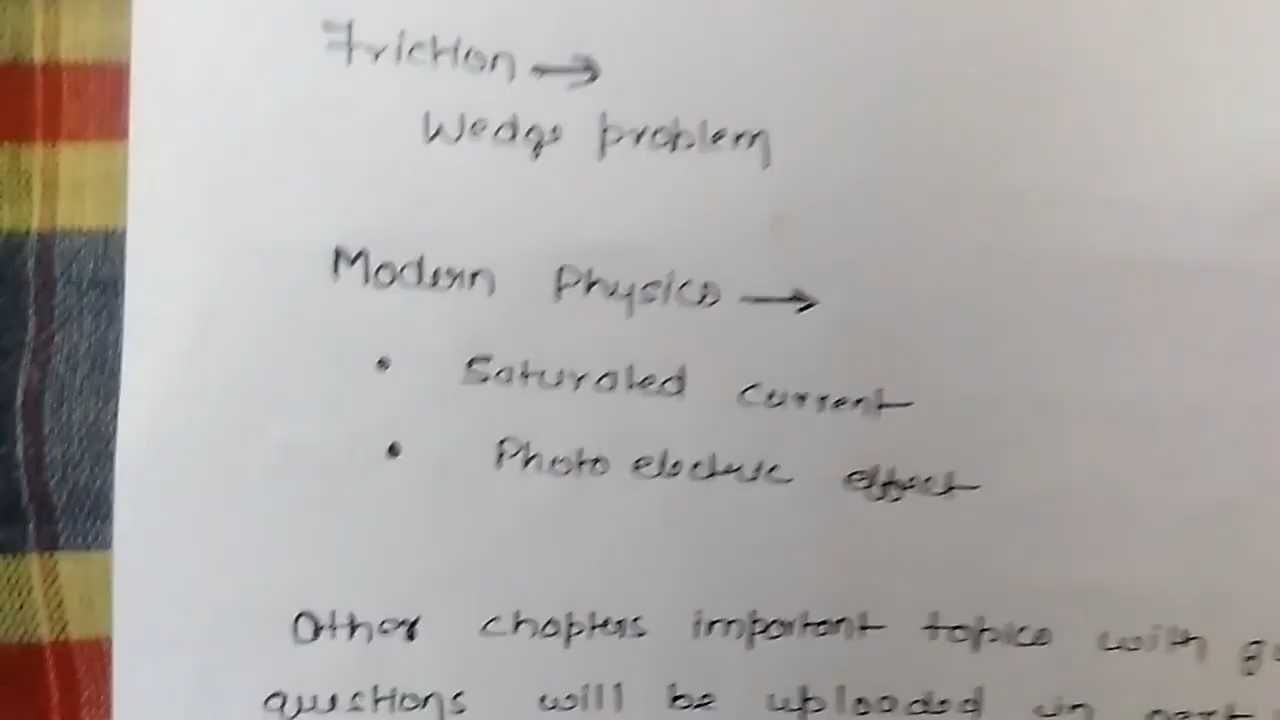 Friction →
Wedge problem
Modern Physics →
• Saturated current
• Photo electric effect
Other chapters important topics with
questions will be uploaded in